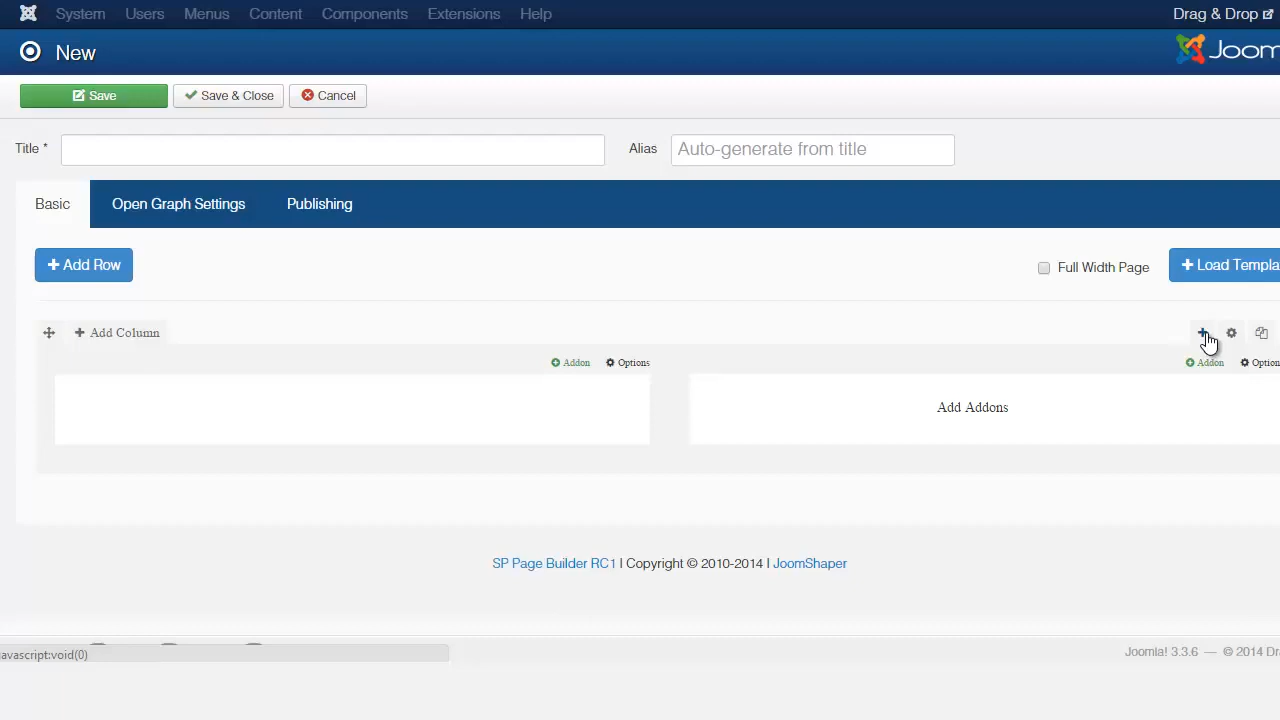 System Users Menus Content Components Extensions Help Drag & Drop
New Joom
Save Save & Close Cancel
Title * Alias Auto-generate from title
Basic Open Graph Settings Publishing
+ Add Row Full Width Page + Load Templa
+ Add Column +
Addon Options Addon Option
Add Addons
SP Page Builder RC1 | Copyright © 2010-2014 | JoomShaper
avascript:void(0) Joomla! 3.3.6 — © 2014 Dr